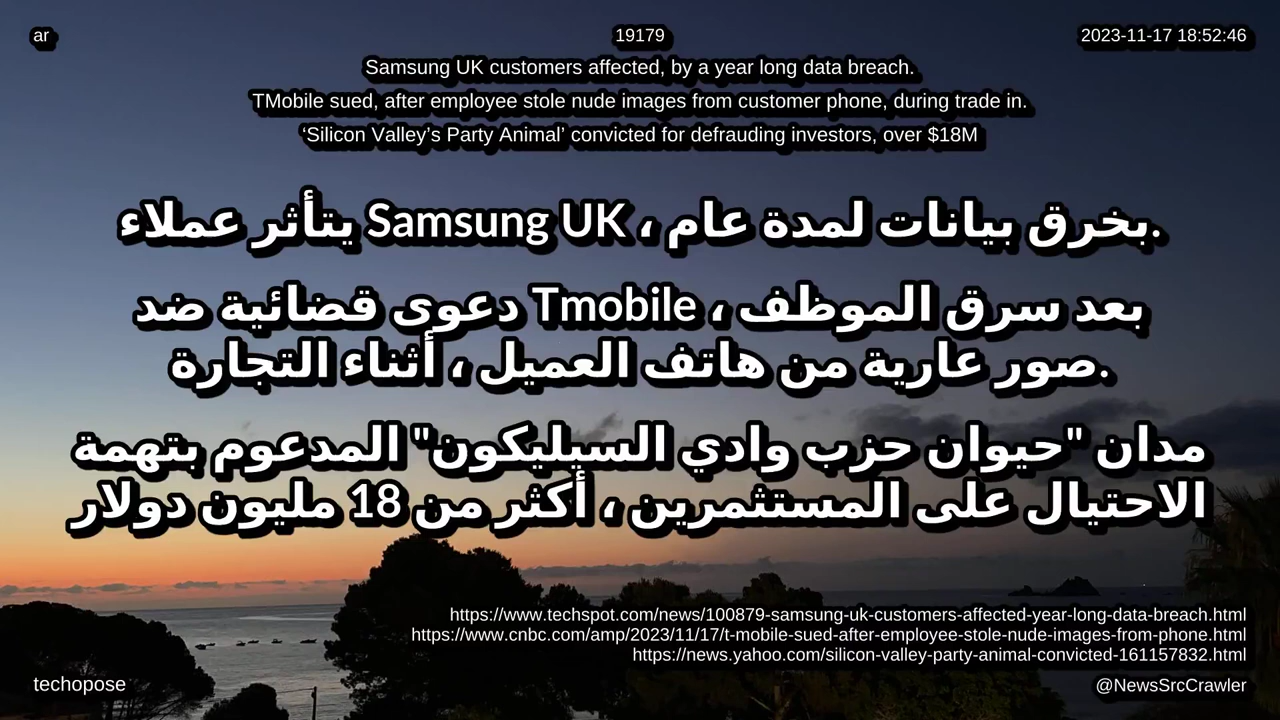 ar
19179
2023-11-17 18:52:46
Samsung UK customers affected, by a year long data breach.
TMobile sued, after employee stole nude images from customer phone, during trade in.
‘Silicon Valley’s Party Animal’ convicted for defrauding investors, over $18M
يتأثر عملاء Samsung UK ، بخرق بيانات لمدة عام.
دعوى قضائية ضد Tmobile ، بعد سرق الموظف
صور عارية من هاتف العميل ، أثناء التجارة.
مدان "حيوان حزب وادي السيليكون" المدعوم بتهمة
الاحتيال على المستثمرين ، أكثر من 18 مليون دولار
https://www.techspot.com/news/100879-samsung-uk-customers-affected-year-long-data-breach.html
https://www.cnbc.com/amp/2023/11/17/t-mobile-sued-after-employee-stole-nude-images-from-phone.html
https://news.yahoo.com/silicon-valley-party-animal-convicted-161157832.html
techopose
@NewsSrcCrawler